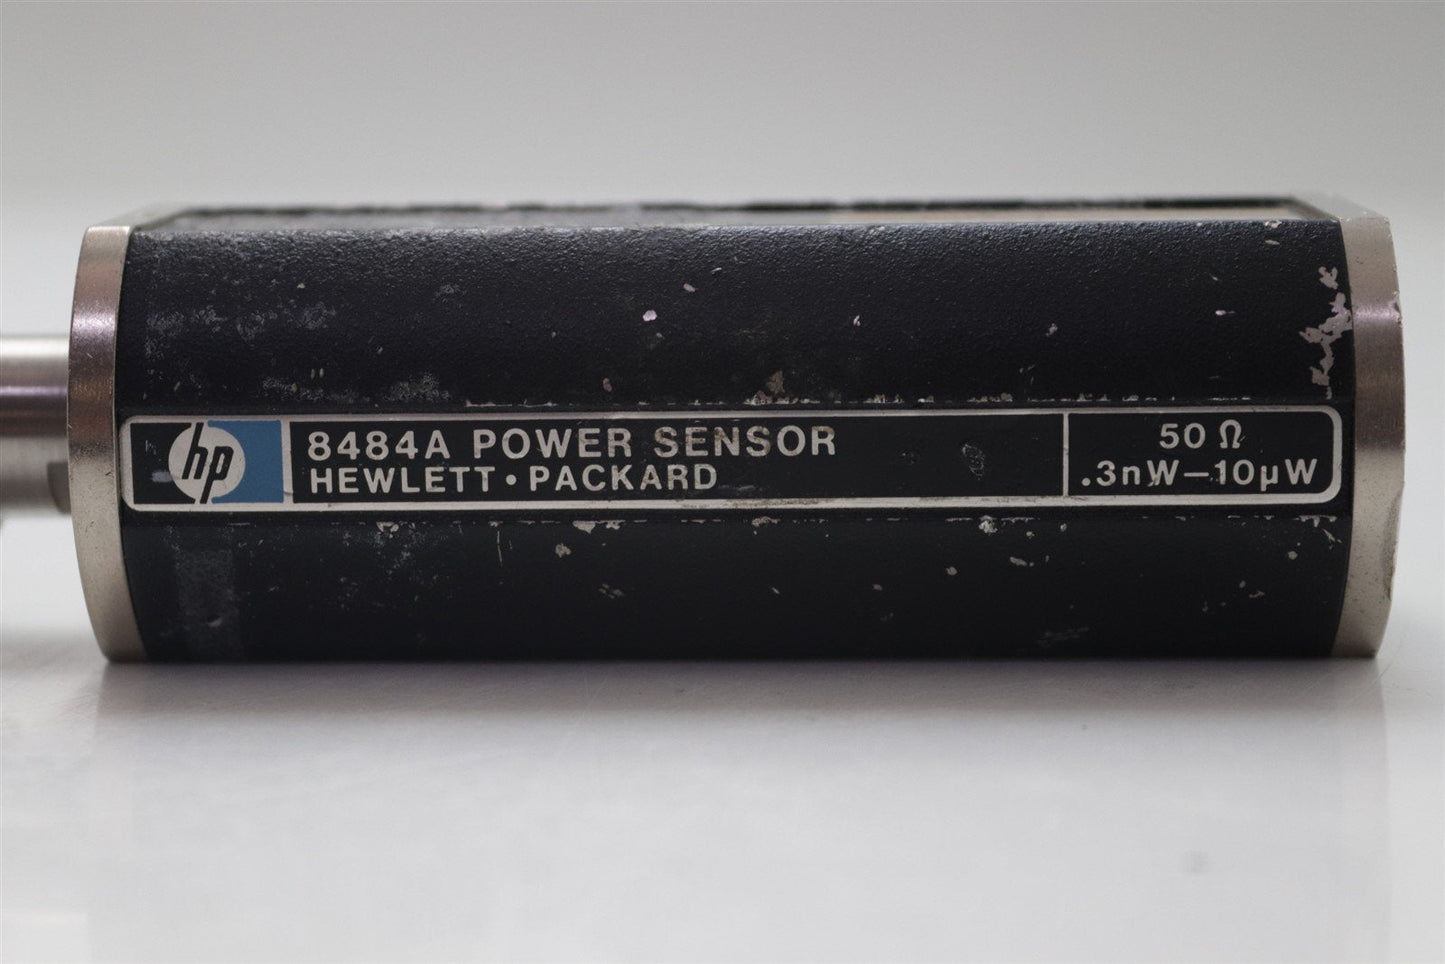 hp
8484A POWER SENSOR
HEWLETT•PACKARD
50 Ω
.3nW–10µW